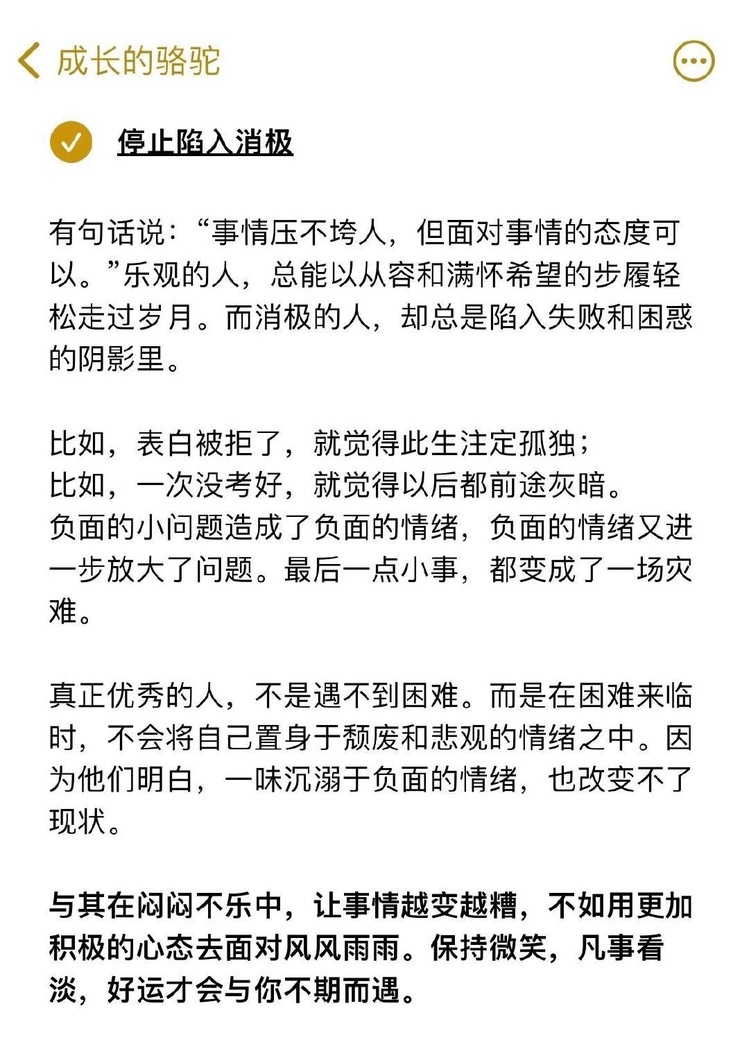 成长的骆驼
停止陷入消极
有句话说：“事情压不垮人，但面对事情的态度可
以。”乐观的人，总能以从容和满怀希望的步履轻
松走过岁月。而消极的人，却总是陷入失败和困惑
的阴影里。
比如，表白被拒了，就觉得此生注定孤独；
比如，一次没考好，就觉得以后都前途灰暗。
负面的小问题造成了负面的情绪，负面的情绪又进
一步放大了问题。最后一点小事，都变成了一场灾
难。
真正优秀的人，不是遇不到困难。而是在困难来临
时，不会将自己置身于颓废和悲观的情绪之中。因
为他们明白，一味沉溺于负面的情绪，也改变不了
现状。
与其在闷闷不乐中，让事情越变越糟，不如用更加
积极的心态去面对风风雨雨。保持微笑，凡事看
淡，好运才会与你不期而遇。